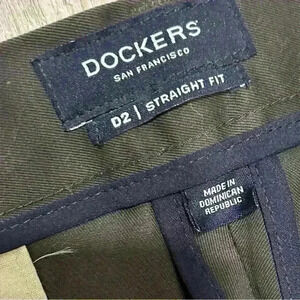 DOCKERS
SAN FRANCISCO
D2 | STRAIGHT FIT
MADE IN
DOMINICAN
REPUBLIC